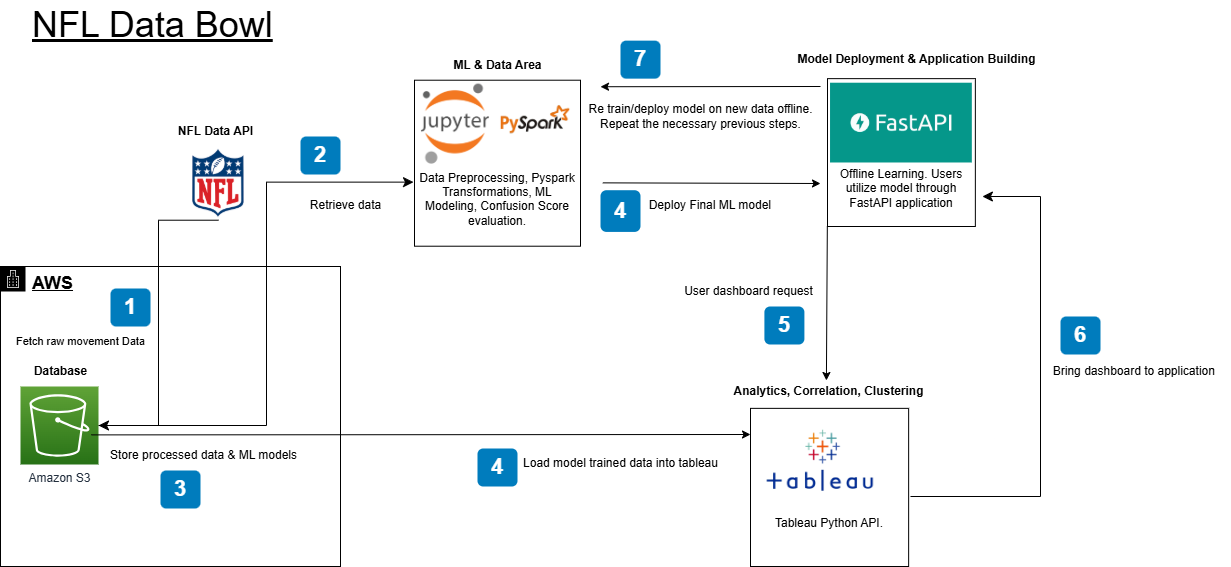 NFL Data Bowl
NFL Data API
NFL
1
Fetch raw movement Data
AWS
Database
Amazon S3
2
Retrieve data
Store processed data & ML models
3
ML & Data Area
jupyter
PySpark
Data Preprocessing, Pyspark
Transformations, ML
Modeling, Confusion Score
evaluation.
7
Re train/deploy model on new data offline.
Repeat the necessary previous steps.
4
Deploy Final ML model
Model Deployment & Application Building
FastAPI
Offline Learning. Users
utilize model through
FastAPI application
User dashboard request
5
4
Load model trained data into tableau
Analytics, Correlation, Clustering
+ableau
Tableau Python API.
6
Bring dashboard to application